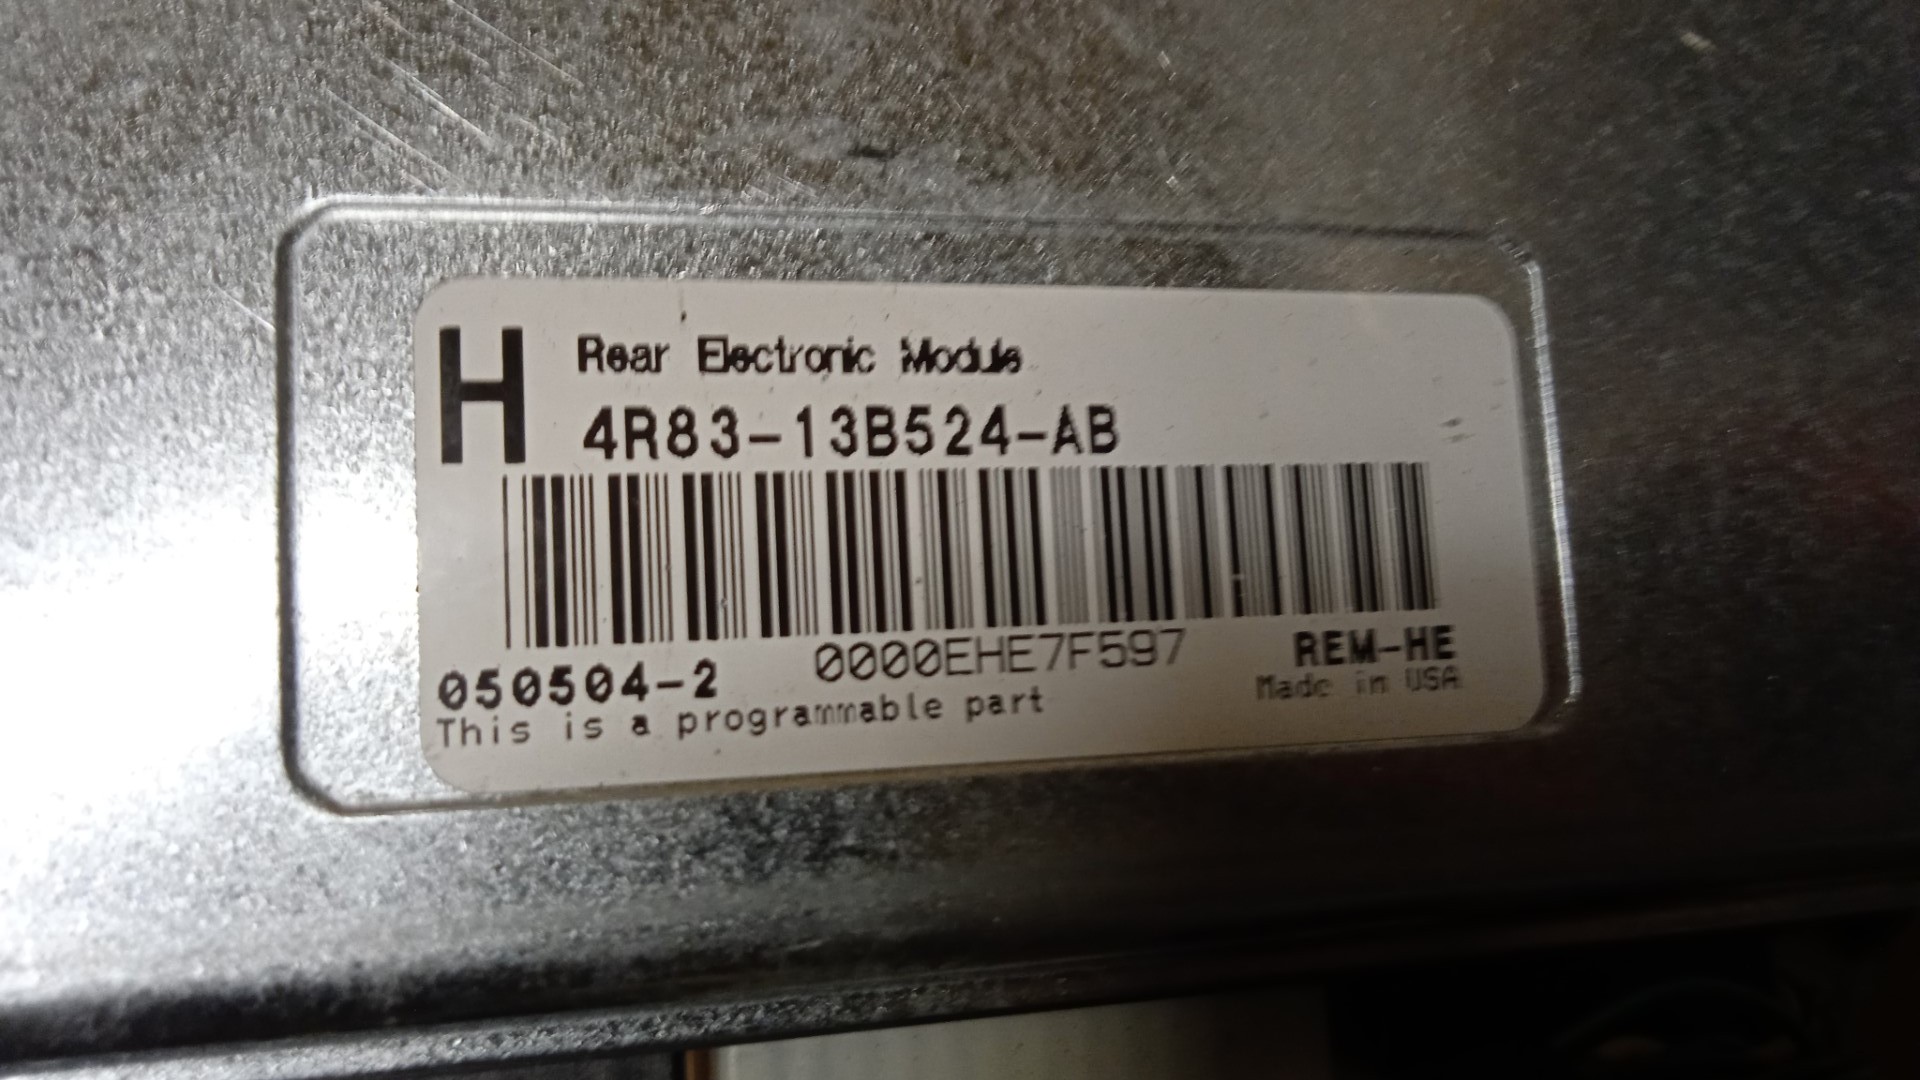 H
Rear Electronic Module
4R83-13B524-AB
0000EHE7F597
REM-HE
050504-2
Made in USA
This is a programmable part